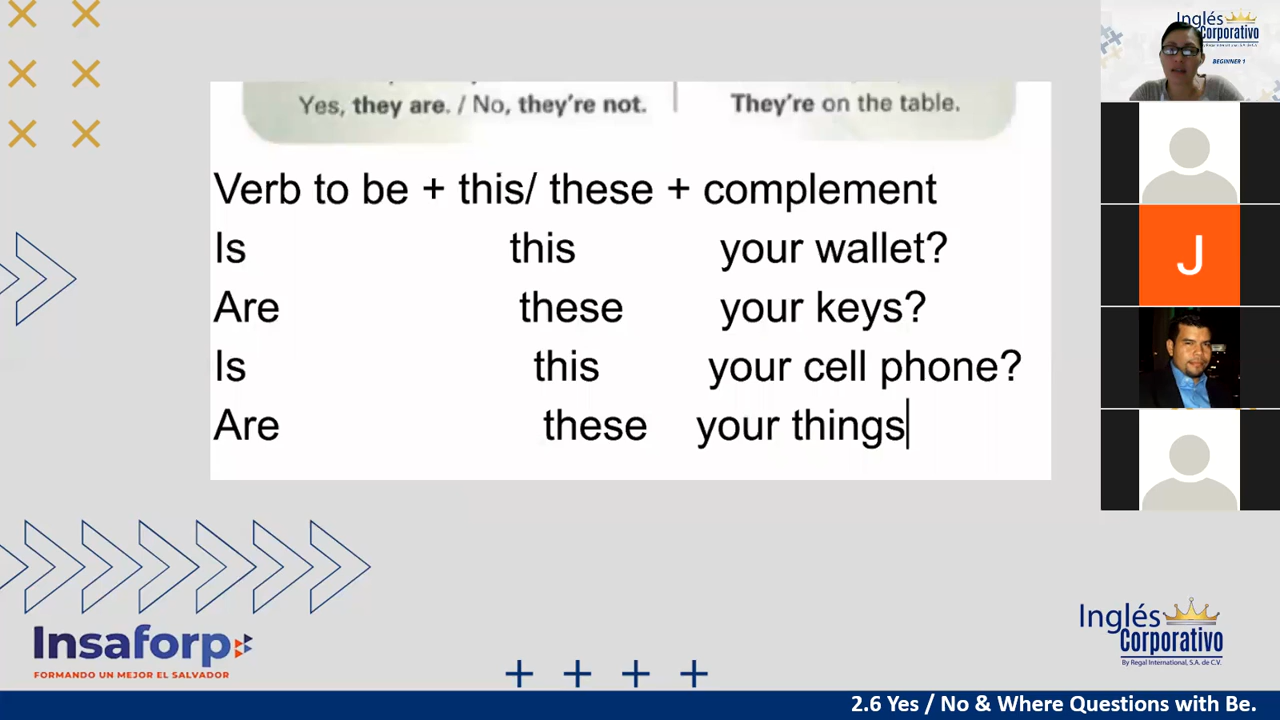 Inglés
Corporativo
BEGINNER 1
Yes, they are. / No, they're not.
They're on the table.
Verb to be + this/ these + complement
Is this your wallet?
Are these your keys?
Is this your cell phone?
Are these your things
J
Insaforp
FORMANDO UN MEJOR EL SALVADOR
Inglés
Corporativo
By Regal International, S.A. de C.V.
2.6 Yes / No & Where Questions with Be.